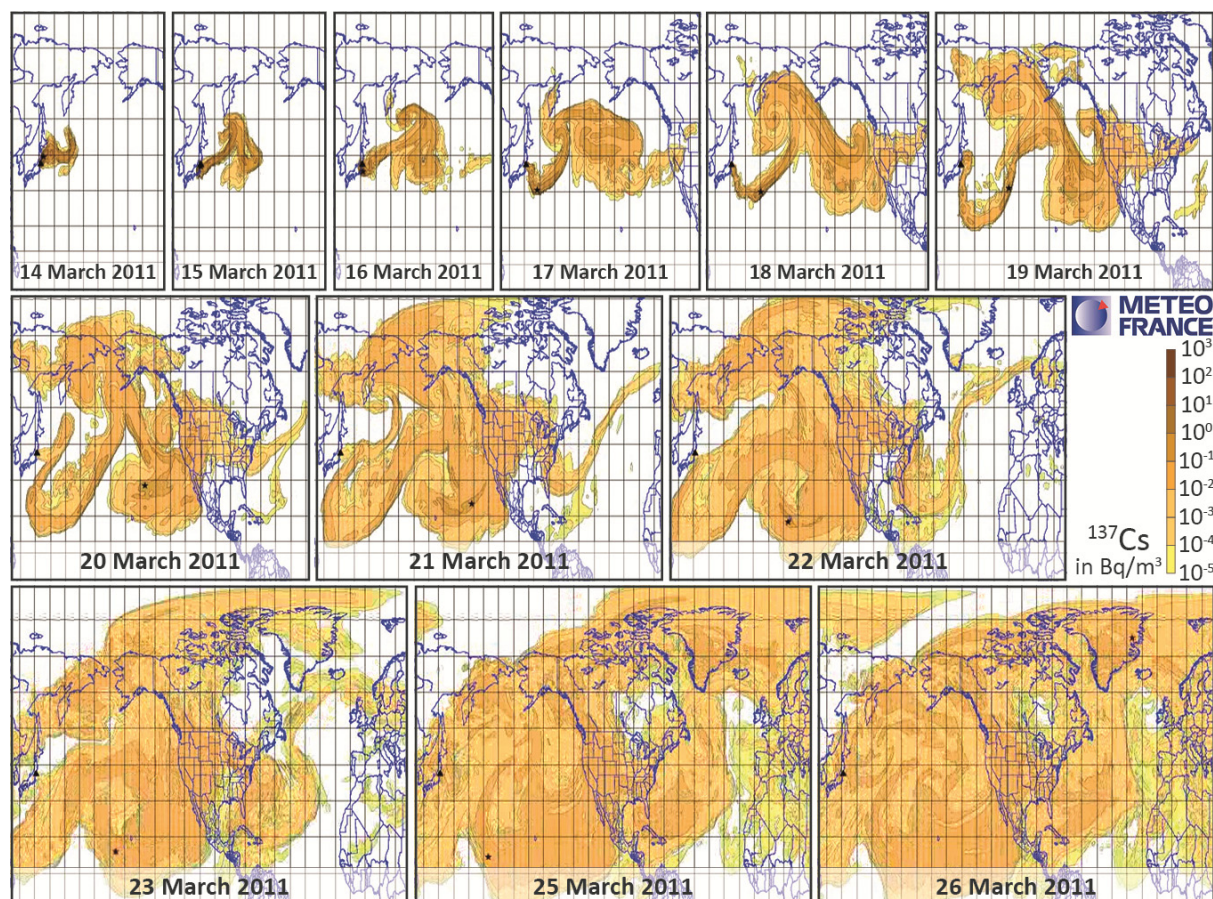 14 March 2011
15 March 2011
16 March 2011
17 March 2011
18 March 2011
19 March 2011
20 March 2011
21 March 2011
22 March 2011
METEO
FRANCE
10³
10²
10¹
10⁰
10⁻¹
10⁻²
10⁻³
10⁻⁴
10⁻⁵
¹³⁷Cs
in Bq/m³
23 March 2011
25 March 2011
26 March 2011